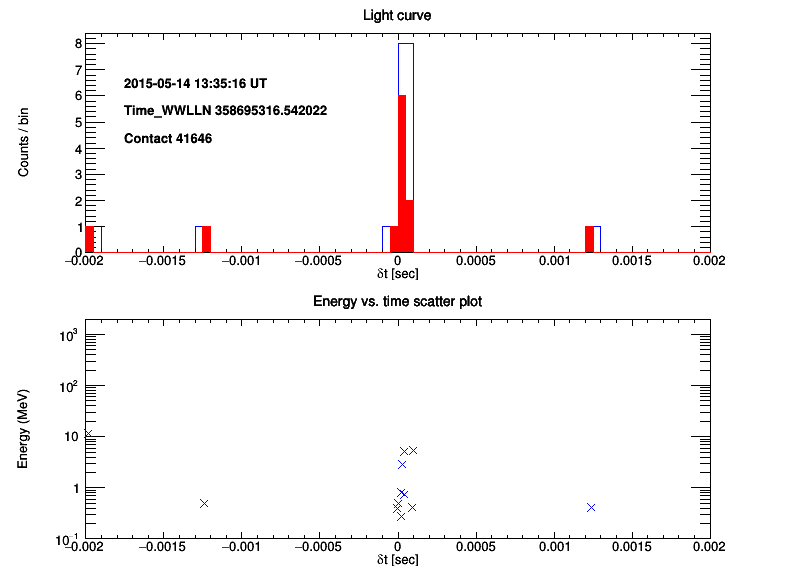 Light curve
Counts / bin
8
7
6
5
4
3
2
1
0
2015-05-14 13:35:16 UT
Time_WWLLN 358695316.542022
Contact 41646
−0.002 −0.0015 −0.001 −0.0005 0 0.0005 0.001 0.0015 0.002
δt [sec]
Energy vs. time scatter plot
Energy (MeV)
10³
10²
10
1
10⁻¹
−0.002 −0.0015 −0.001 −0.0005 0 0.0005 0.001 0.0015 0.002
δt [sec]